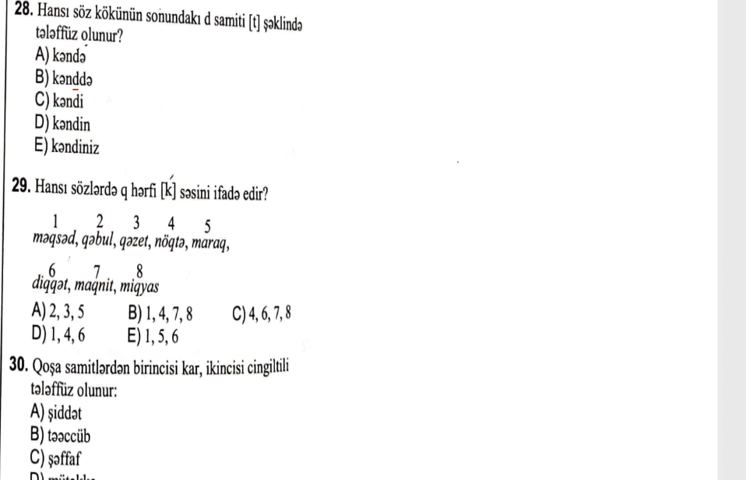 28. Hansı söz kökünün sonundakı d samiti [t] şəklində
tələffüz olunur?
A) kəndə
B) kənddə
C) kəndi
D) kəndin
E) kəndiniz
29. Hansı sözlərdə q hərfi [k΄] səsini ifadə edir?
1 2 3 4 5
məqsəd, qəbul, qəzet, nöqtə, maraq,
6 7 8
diqqət, maqnit, miqyas
A) 2, 3, 5 B) 1, 4, 7, 8 C) 4, 6, 7, 8
D) 1, 4, 6 E) 1, 5, 6
30. Qoşa samitlərdən birincisi kar, ikincisi cingiltili
tələffüz olunur:
A) şiddət
B) təəccüb
C) şəffaf
D)